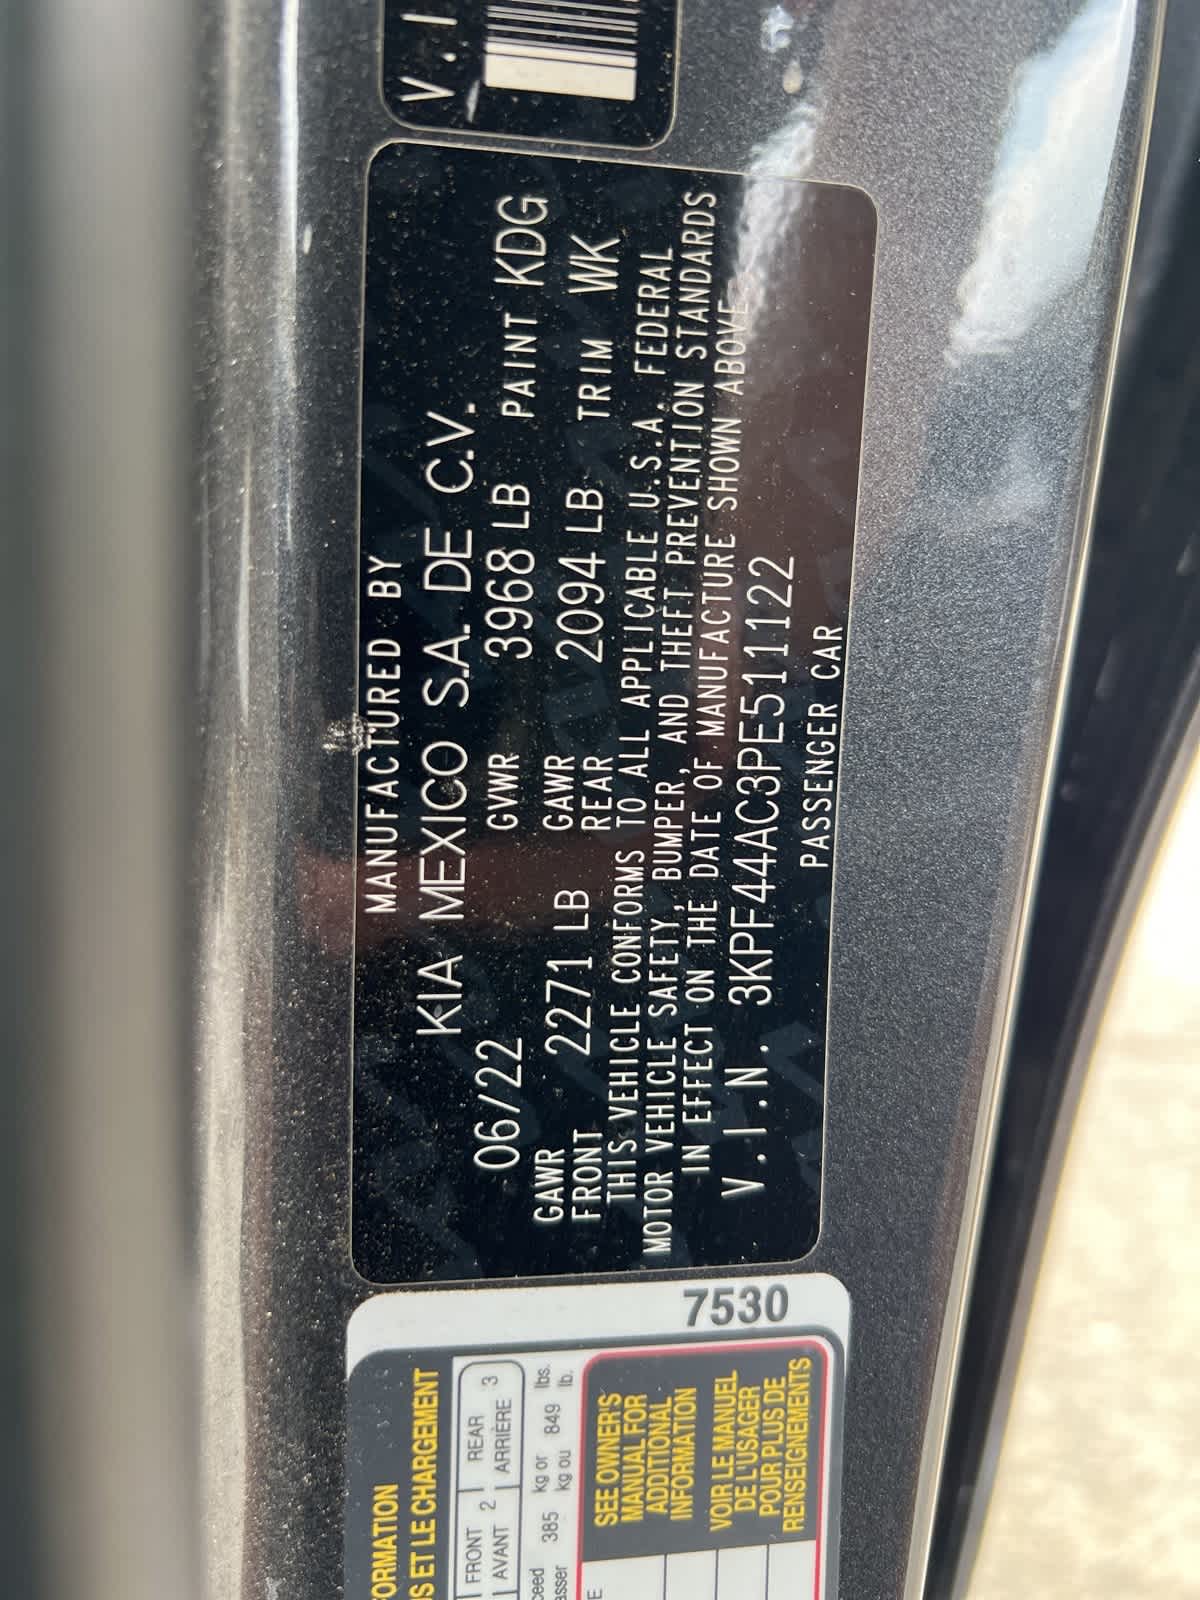 V.I
MANUFACTURED BY
KIA MEXICO S.A. DE C.V.
06/22 GVWR 3968 LB PAINT KDG
GAWR FRONT 2271 LB GAWR REAR 2094 LB TRIM WK
THIS VEHICLE CONFORMS TO ALL APPLICABLE U.S.A. FEDERAL
MOTOR VEHICLE SAFETY, BUMPER, AND THEFT PREVENTION STANDARDS
IN EFFECT ON THE DATE OF MANUFACTURE SHOWN ABOVE
V.I.N. 3KPF44AC3PE511122
PASSENGER CAR
7530
ORMATION
S ET LE CHARGEMENT
FRONT 2 REAR 3
AVANT ARRIÈRE
ceed 385 kg or 849 lbs.
asser kg ou lb.
E
SEE OWNER'S
MANUAL FOR
ADDITIONAL
INFORMATION
VOIR LE MANUEL
DE L'USAGER
POUR PLUS DE
RENSEIGNEMENTS